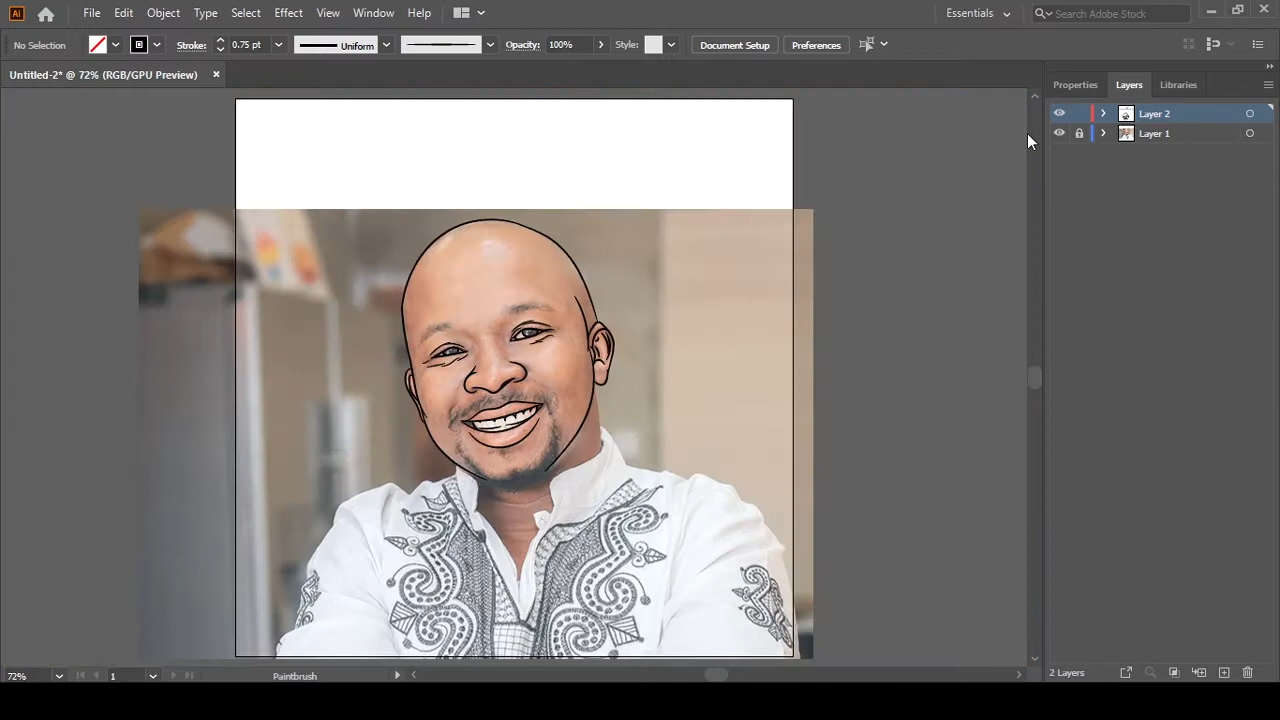 Ai File Edit Object Type Select Effect View Window Help Essentials Search Adobe Stock
No Selection Stroke: 0.75 pt Uniform Opacity: 100% Style: Document Setup Preferences
Untitled-2* @ 72% (RGB/GPU Preview) ×
Properties Layers Libraries
Layer 2
Layer 1
72% 1 Paintbrush 2 Layers